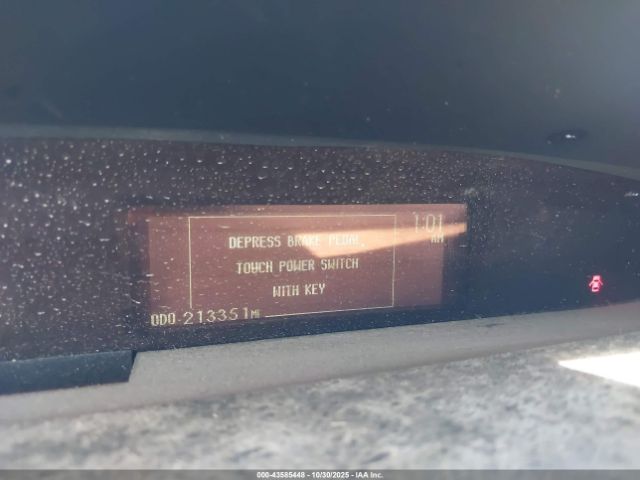 1:01
AM
DEPRESS BRAKE PEDAL,
TOUCH POWER SWITCH
WITH KEY
ODO 213351 MI
000-43585448 - 10/30/2025 - IAA Inc.